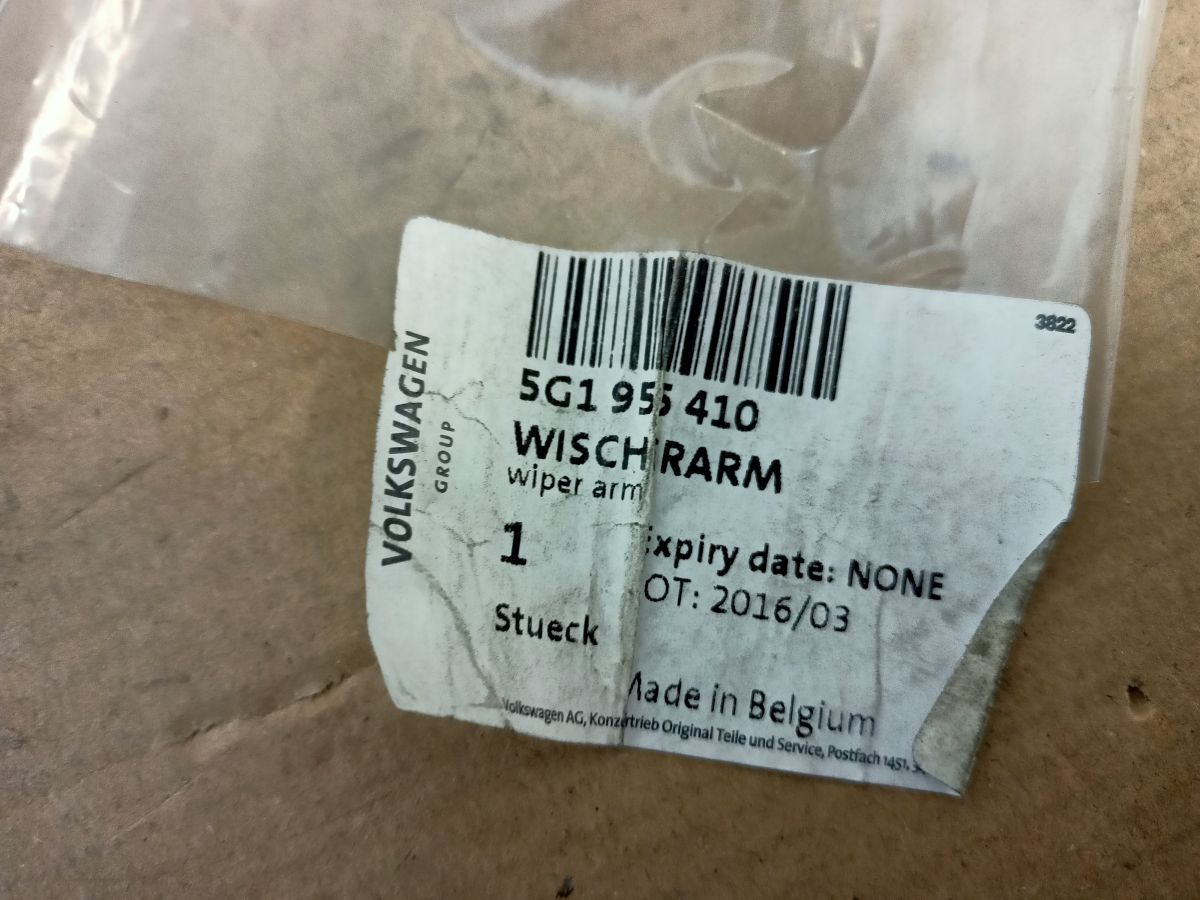 3822
VOLKSWAGEN
GROUP
5G1 955 410
WISCHRARM
wiper arm
1
Expiry date: NONE
OT: 2016/03
Stueck
Made in Belgium
Volkswagen AG, Konzertrieb Original Teile und Service, Postfach 1451,